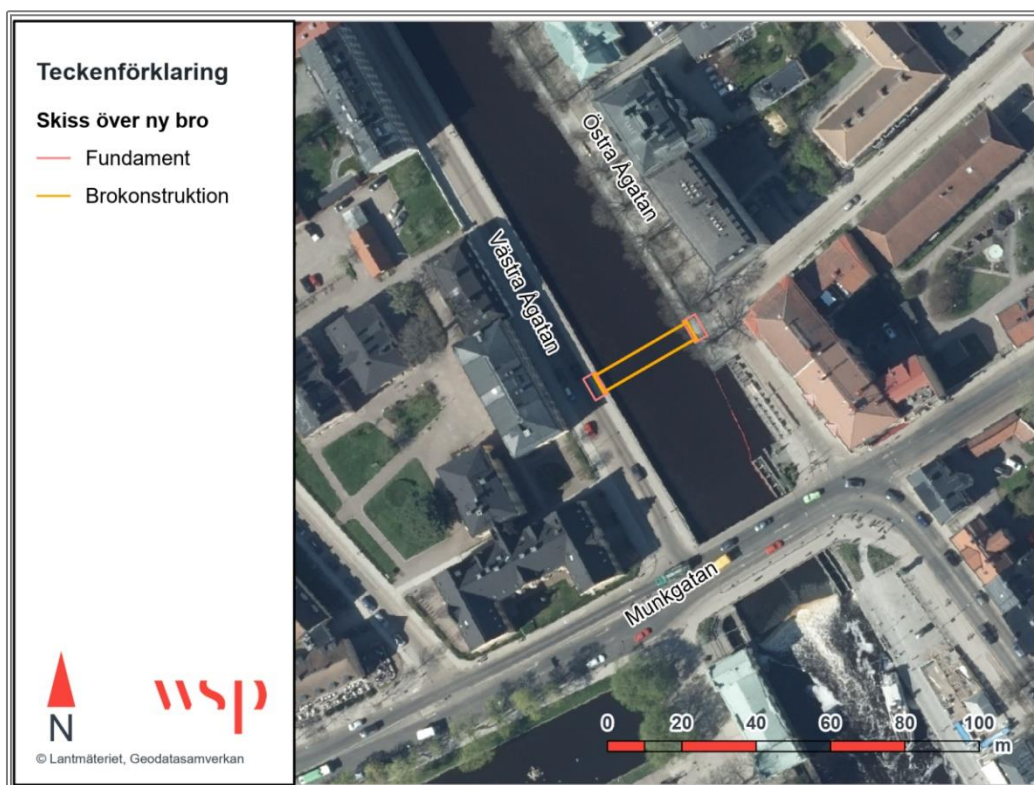 Teckenförklaring
Skiss över ny bro
Fundament
Brokonstruktion
Östra Ågatan
Västra Ågatan
Munkgatan
N
wsp
© Lantmäteriet, Geodatasamverkan
0 20 40 60 80 100
m